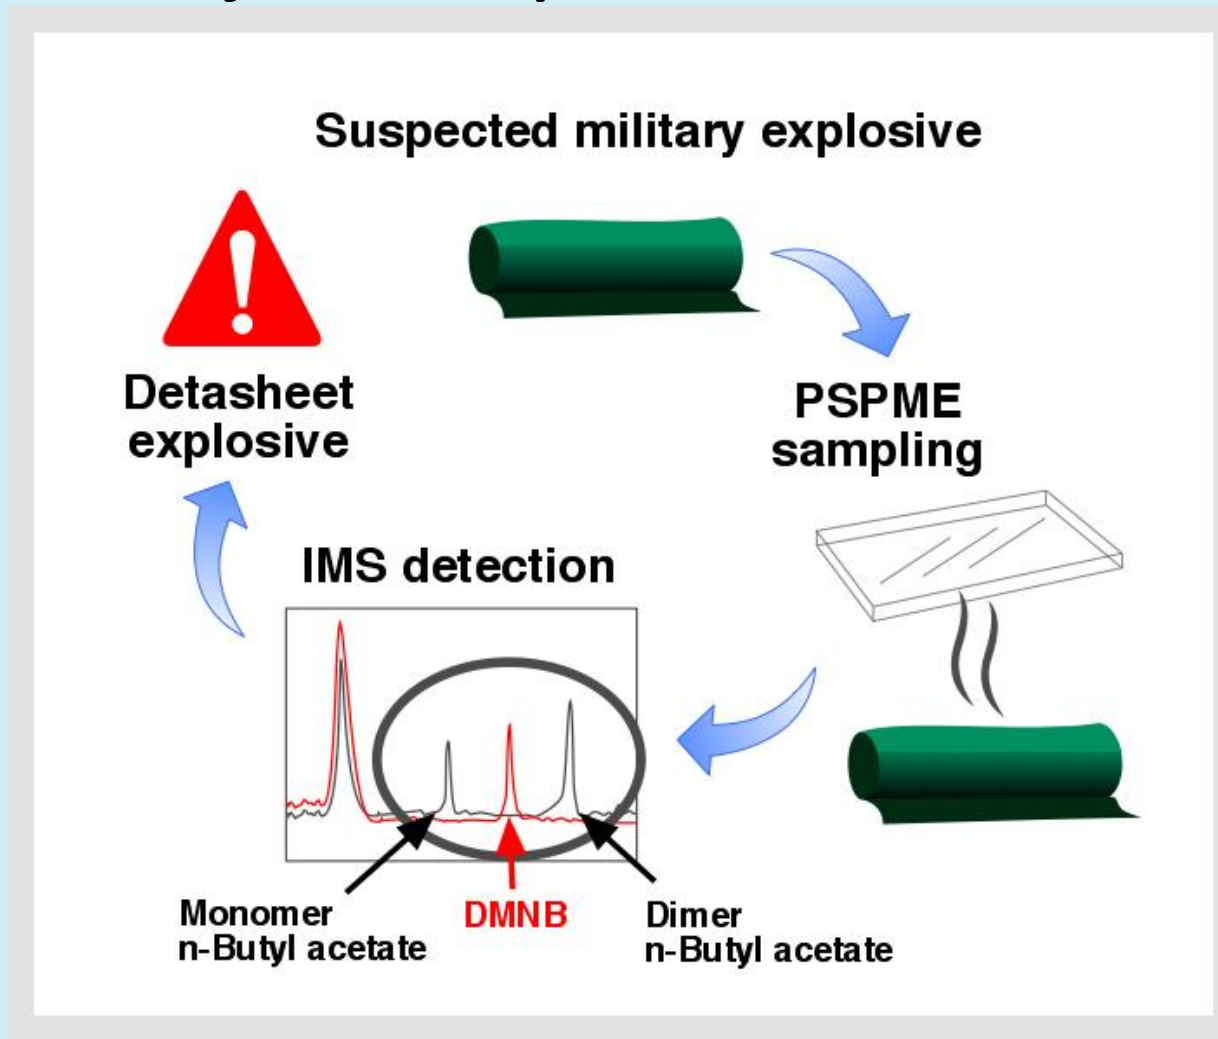 Suspected military explosive
Detasheet
explosive
PSPME
sampling
IMS detection
Monomer
n-Butyl acetate
DMNB
Dimer
n-Butyl acetate